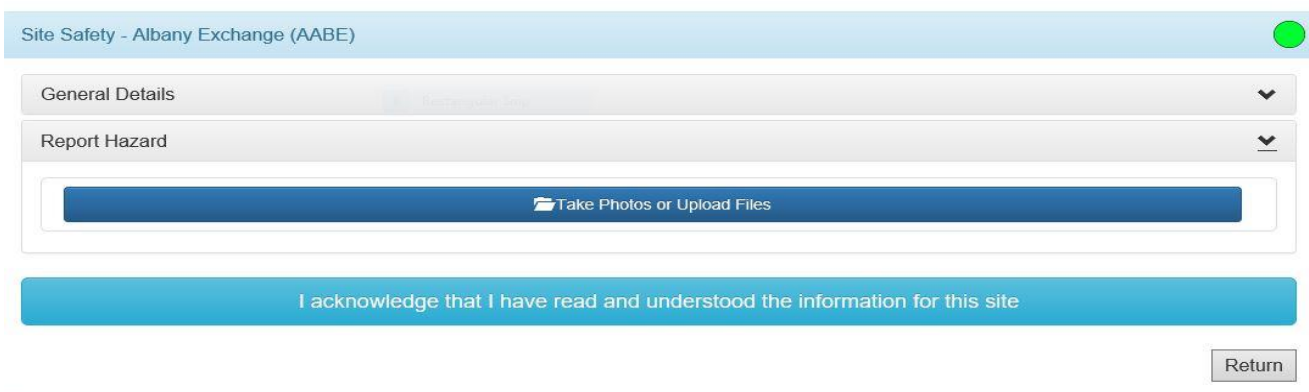 Site Safety - Albany Exchange (AABE)
General Details
Report Hazard
Take Photos or Upload Files
I acknowledge that I have read and understood the information for this site
Return